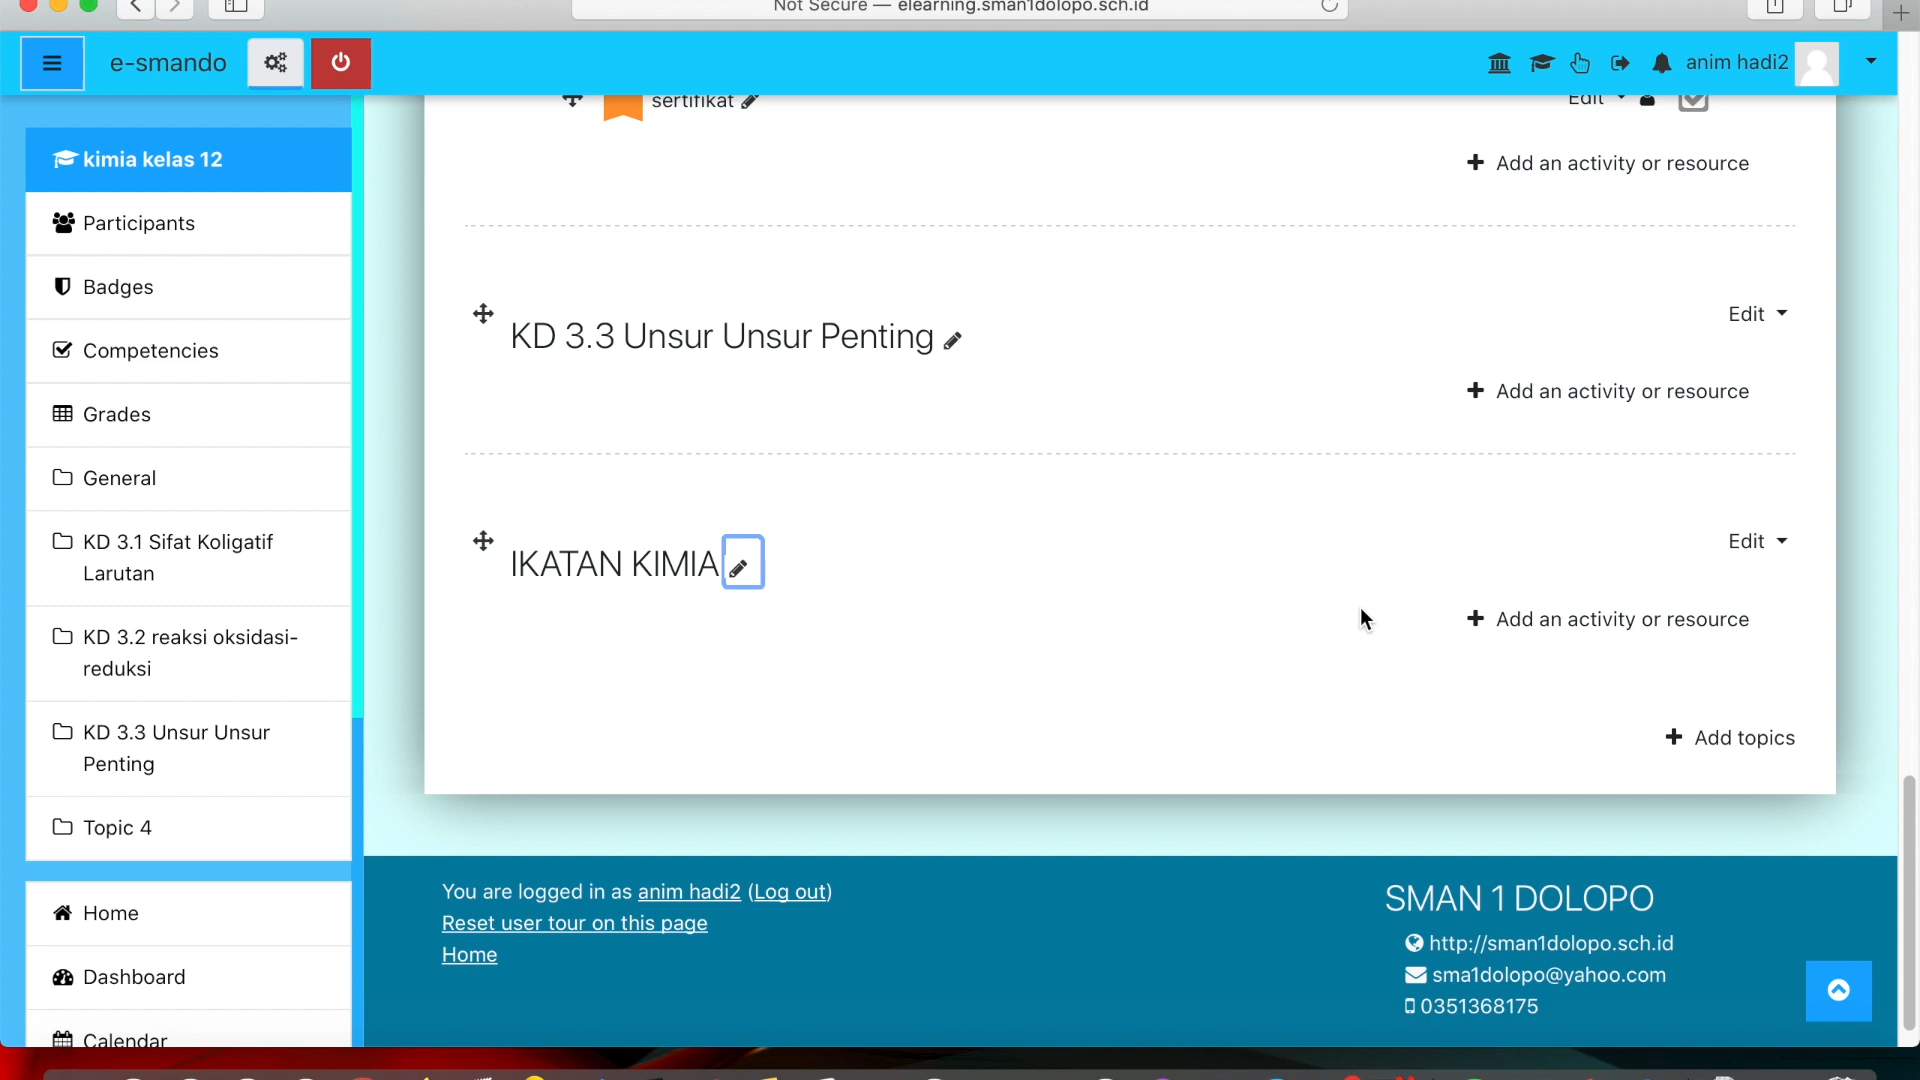 Not Secure — elearning.sman1dolopo.sch.id
e-smando
anim hadi2
kimia kelas 12
Participants
Badges
Competencies
Grades
General
KD 3.1 Sifat Koligatif
Larutan
KD 3.2 reaksi oksidasi-
reduksi
KD 3.3 Unsur Unsur
Penting
Topic 4
Home
Dashboard
Calendar
sertifikat
Edit
Add an activity or resource
KD 3.3 Unsur Unsur Penting
Edit
Add an activity or resource
IKATAN KIMIA
Edit
Add an activity or resource
Add topics
You are logged in as anim hadi2 (Log out)
Reset user tour on this page
Home
SMAN 1 DOLOPO
http://sman1dolopo.sch.id
sma1dolopo@yahoo.com
0351368175